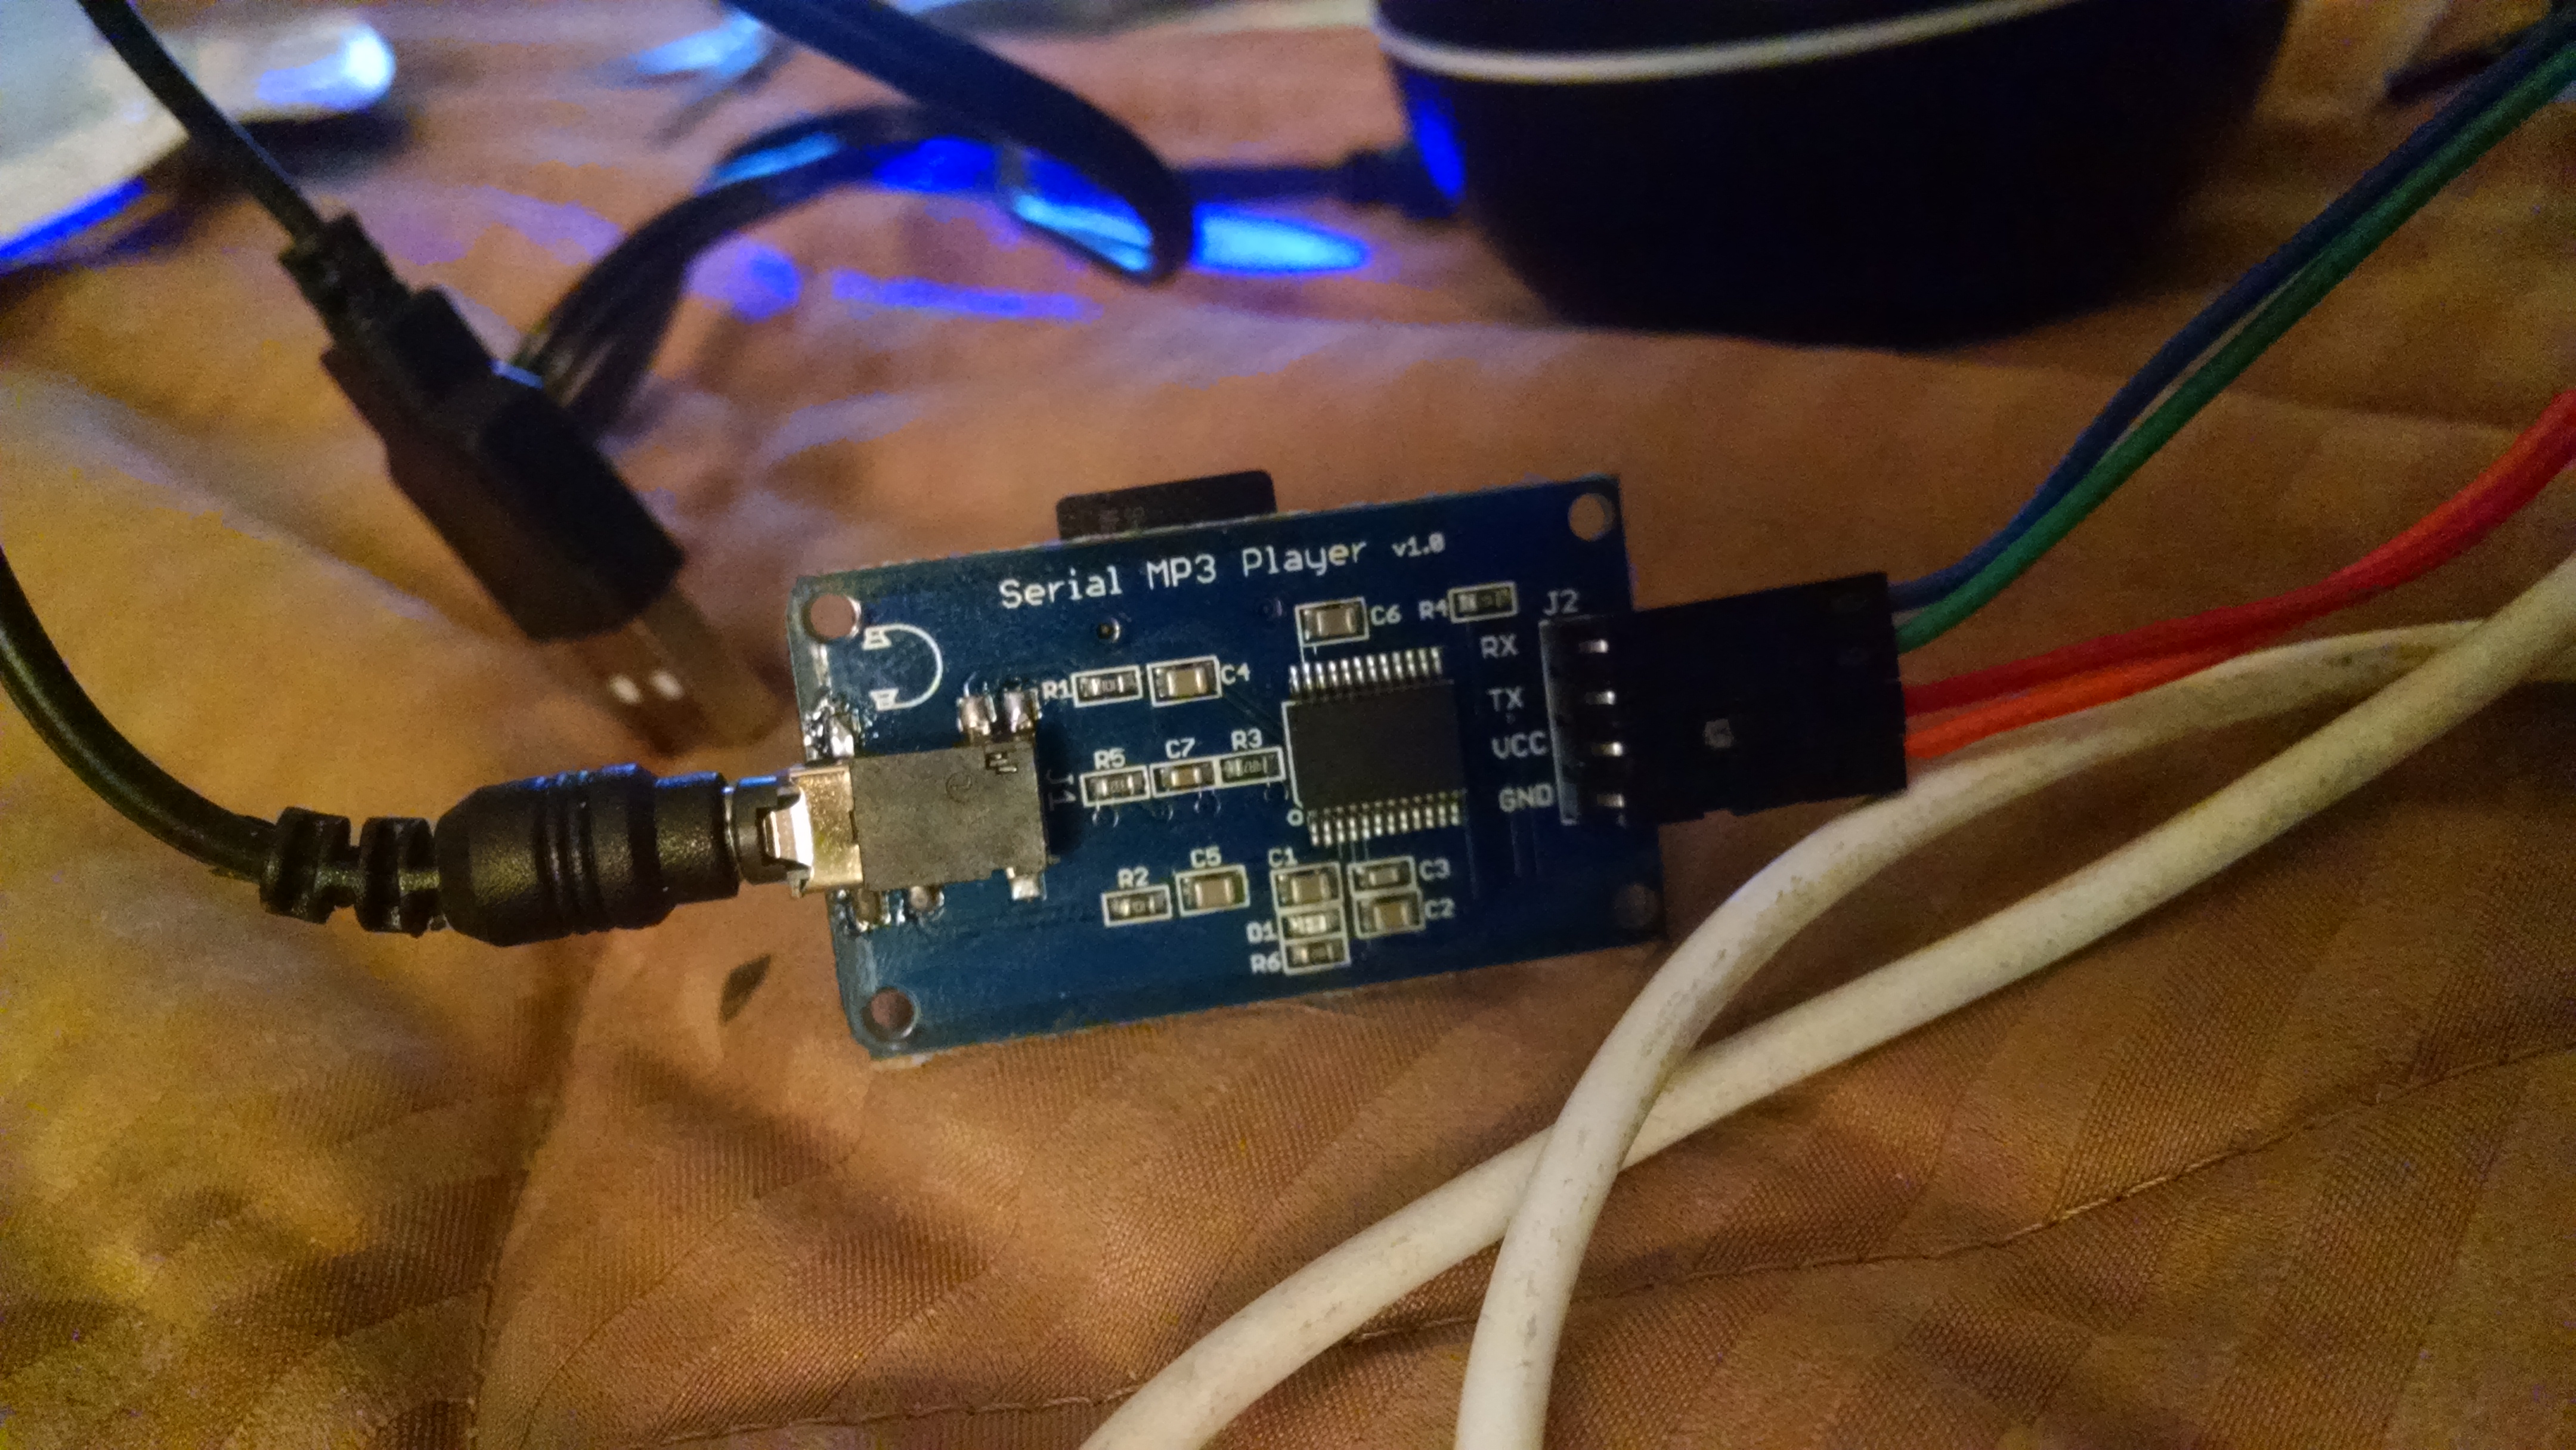 Serial MP3 Player v1.0
C6
R4
J2
RX
R1
C4
TX
R5
C7
R3
VCC
J1
GND
R2
C5
C1
C3
C2
D1
R6